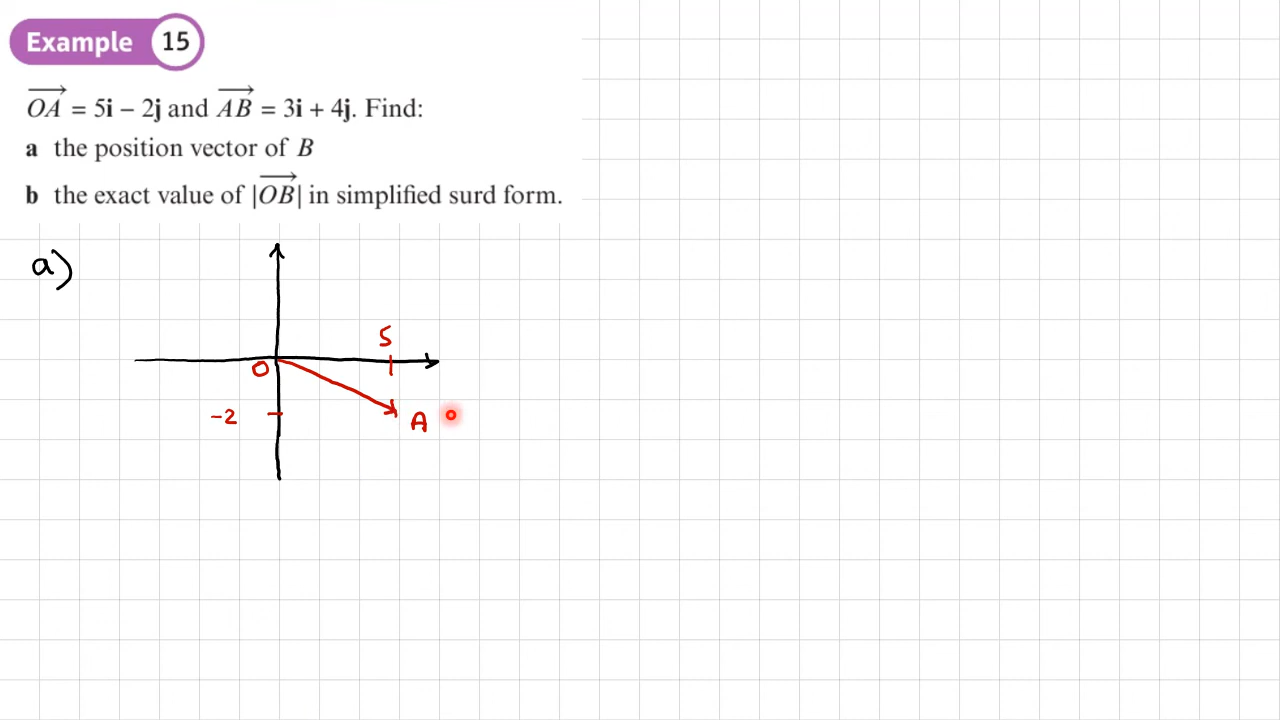 Example 15
OA = 5i − 2j and AB = 3i + 4j. Find:
a the position vector of B
b the exact value of |OB| in simplified surd form.
a)
5
O
-2
A